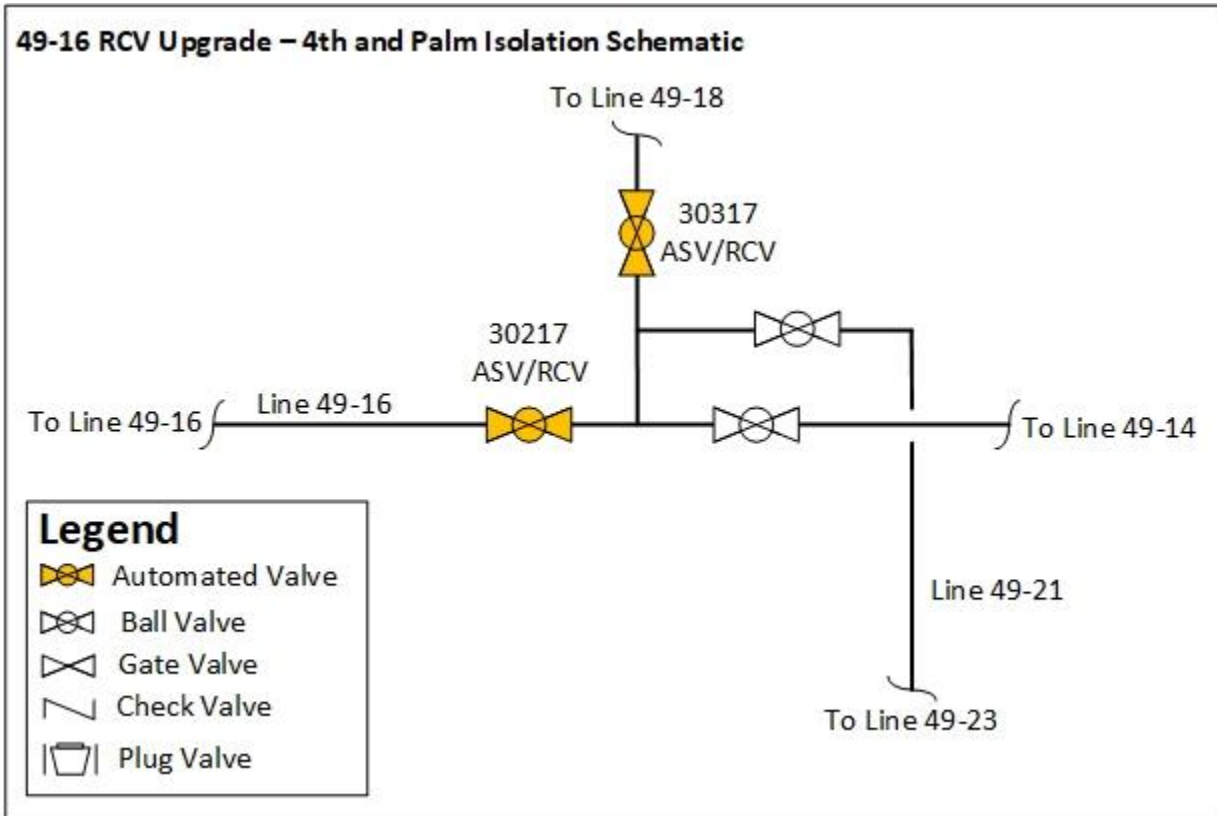 49-16 RCV Upgrade – 4th and Palm Isolation Schematic
To Line 49-18
30317
ASV/RCV
30217
ASV/RCV
To Line 49-16
Line 49-16
To Line 49-14
Legend
Automated Valve
Ball Valve
Gate Valve
Check Valve
Plug Valve
Line 49-21
To Line 49-23